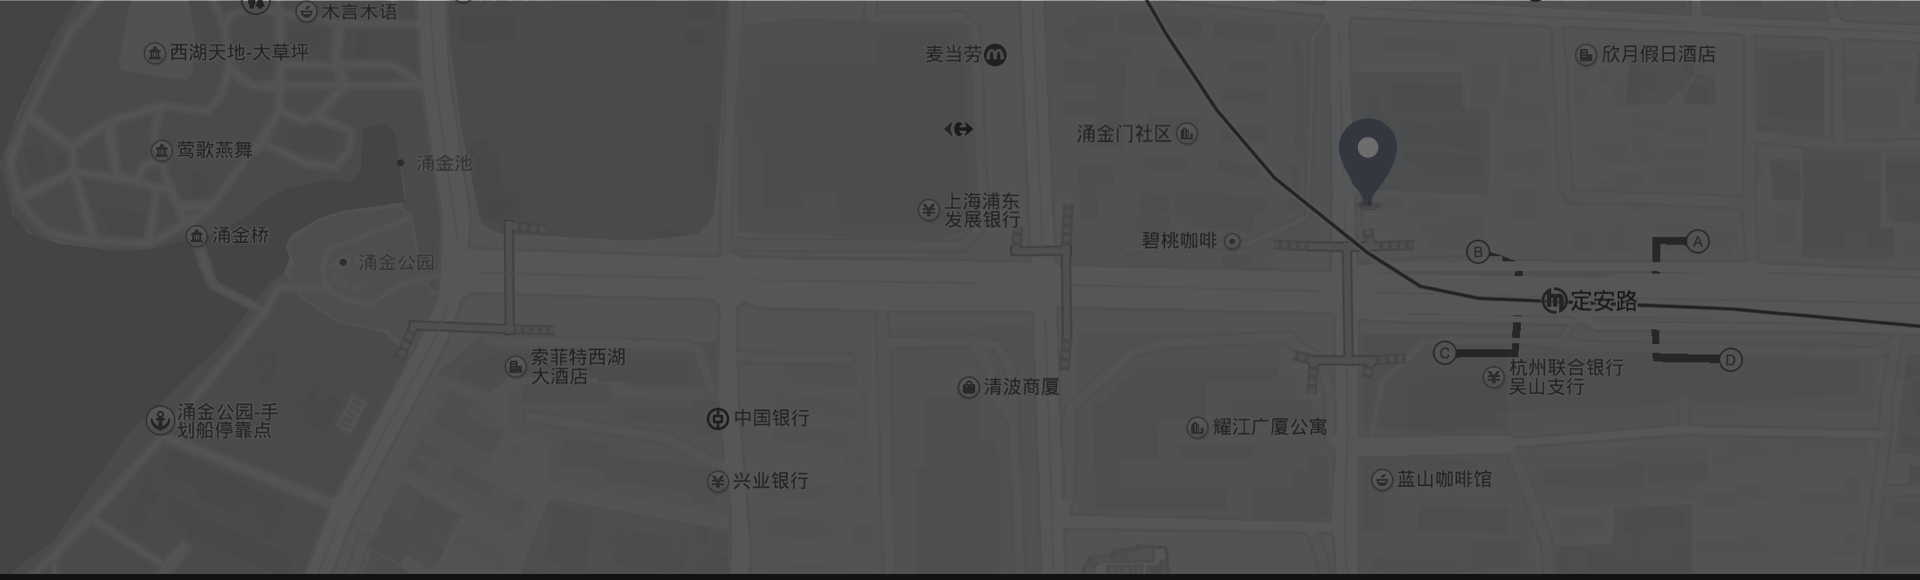 木言木语
西湖天地-大草坪
麦当劳
欣月假日酒店
涌金门社区
莺歌燕舞
涌金池
上海浦东
发展银行
涌金桥
碧桃咖啡
涌金公园
A
B
定安路
C
D
索菲特西湖
大酒店
清波商厦
杭州联合银行
吴山支行
涌金公园-手
划船停靠点
中国银行
耀江广厦公寓
兴业银行
蓝山咖啡馆